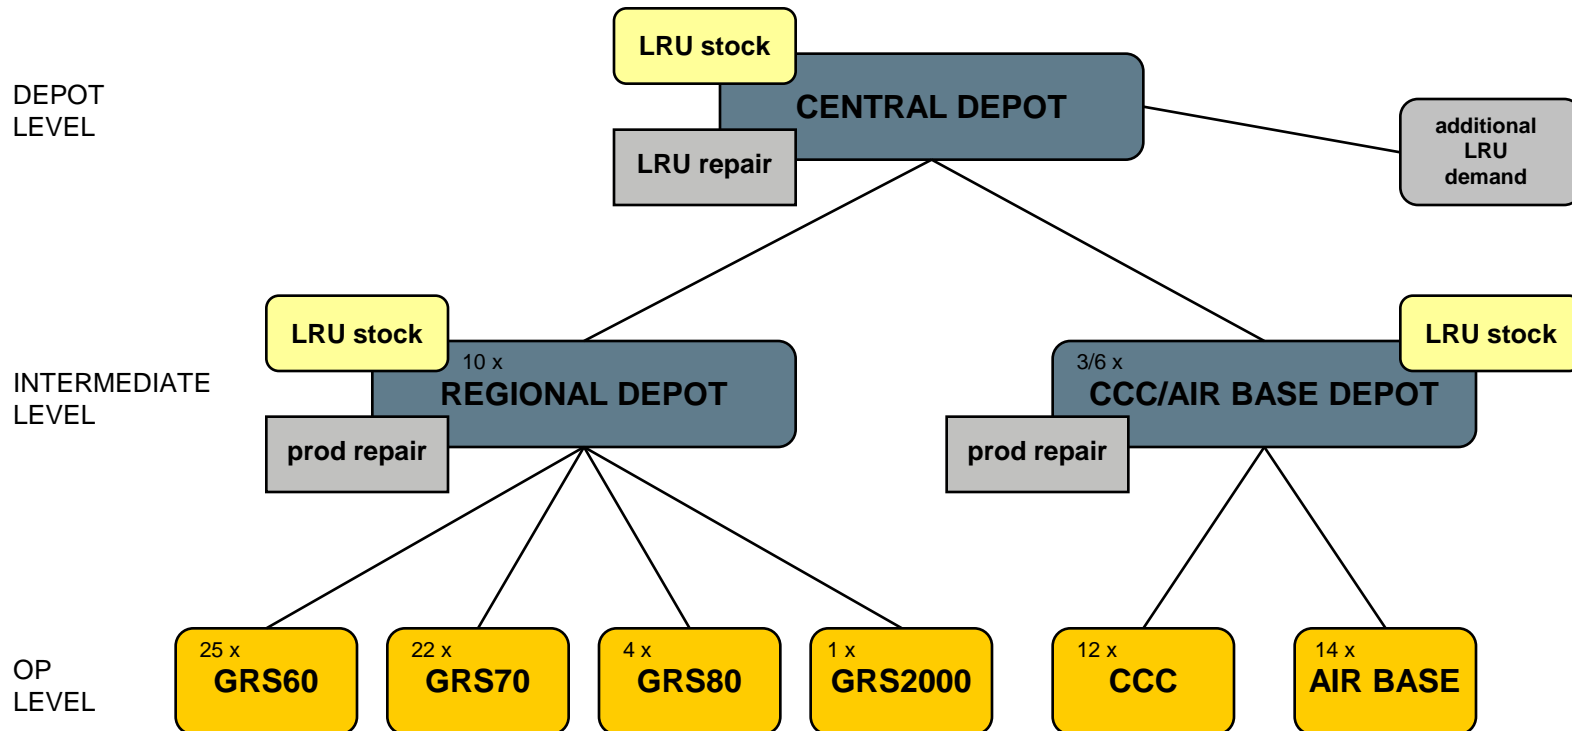 LRU stock
DEPOT
LEVEL
CENTRAL DEPOT
additional
LRU
demand
LRU repair
LRU stock
LRU stock
INTERMEDIATE
LEVEL
10 x
REGIONAL DEPOT
3/6 x
CCC/AIR BASE DEPOT
prod repair
prod repair
OP
LEVEL
25 x
GRS60
22 x
GRS70
4 x
GRS80
1 x
GRS2000
12 x
CCC
14 x
AIR BASE